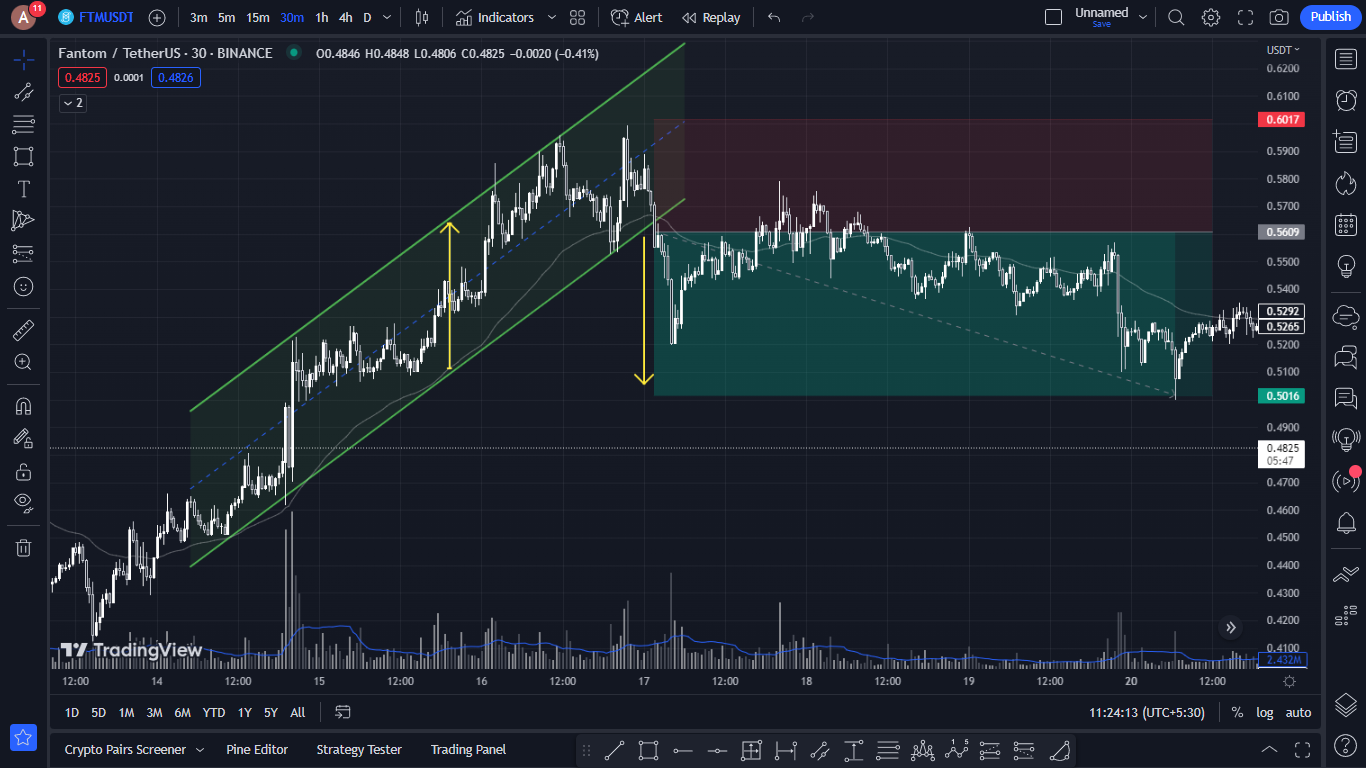 A 11 FTMUSDT 3m 5m 15m 30m 1h 4h D Indicators Alert Replay Unnamed Save Publish
Fantom / TetherUS · 30 · BINANCE O0.4846 H0.4848 L0.4806 C0.4825 −0.0020 (−0.41%)
USDT
0.4825 0.0001 0.4826
2
0.6200
0.6100
0.6017
0.5900
0.5800
0.5700
0.5609
0.5500
0.5400
0.5292
0.5265
0.5200
0.5100
0.5016
0.4900
0.4825
05:47
0.4700
0.4600
0.4500
0.4400
0.4300
0.4200
0.4100
TradingView
2.432M
12:00 14 12:00 15 12:00 16 12:00 17 12:00 18 12:00 19 12:00 20 12:00
1D 5D 1M 3M 6M YTD 1Y 5Y All 11:24:13 (UTC+5:30) % log auto
Crypto Pairs Screener Pine Editor Strategy Tester Trading Panel